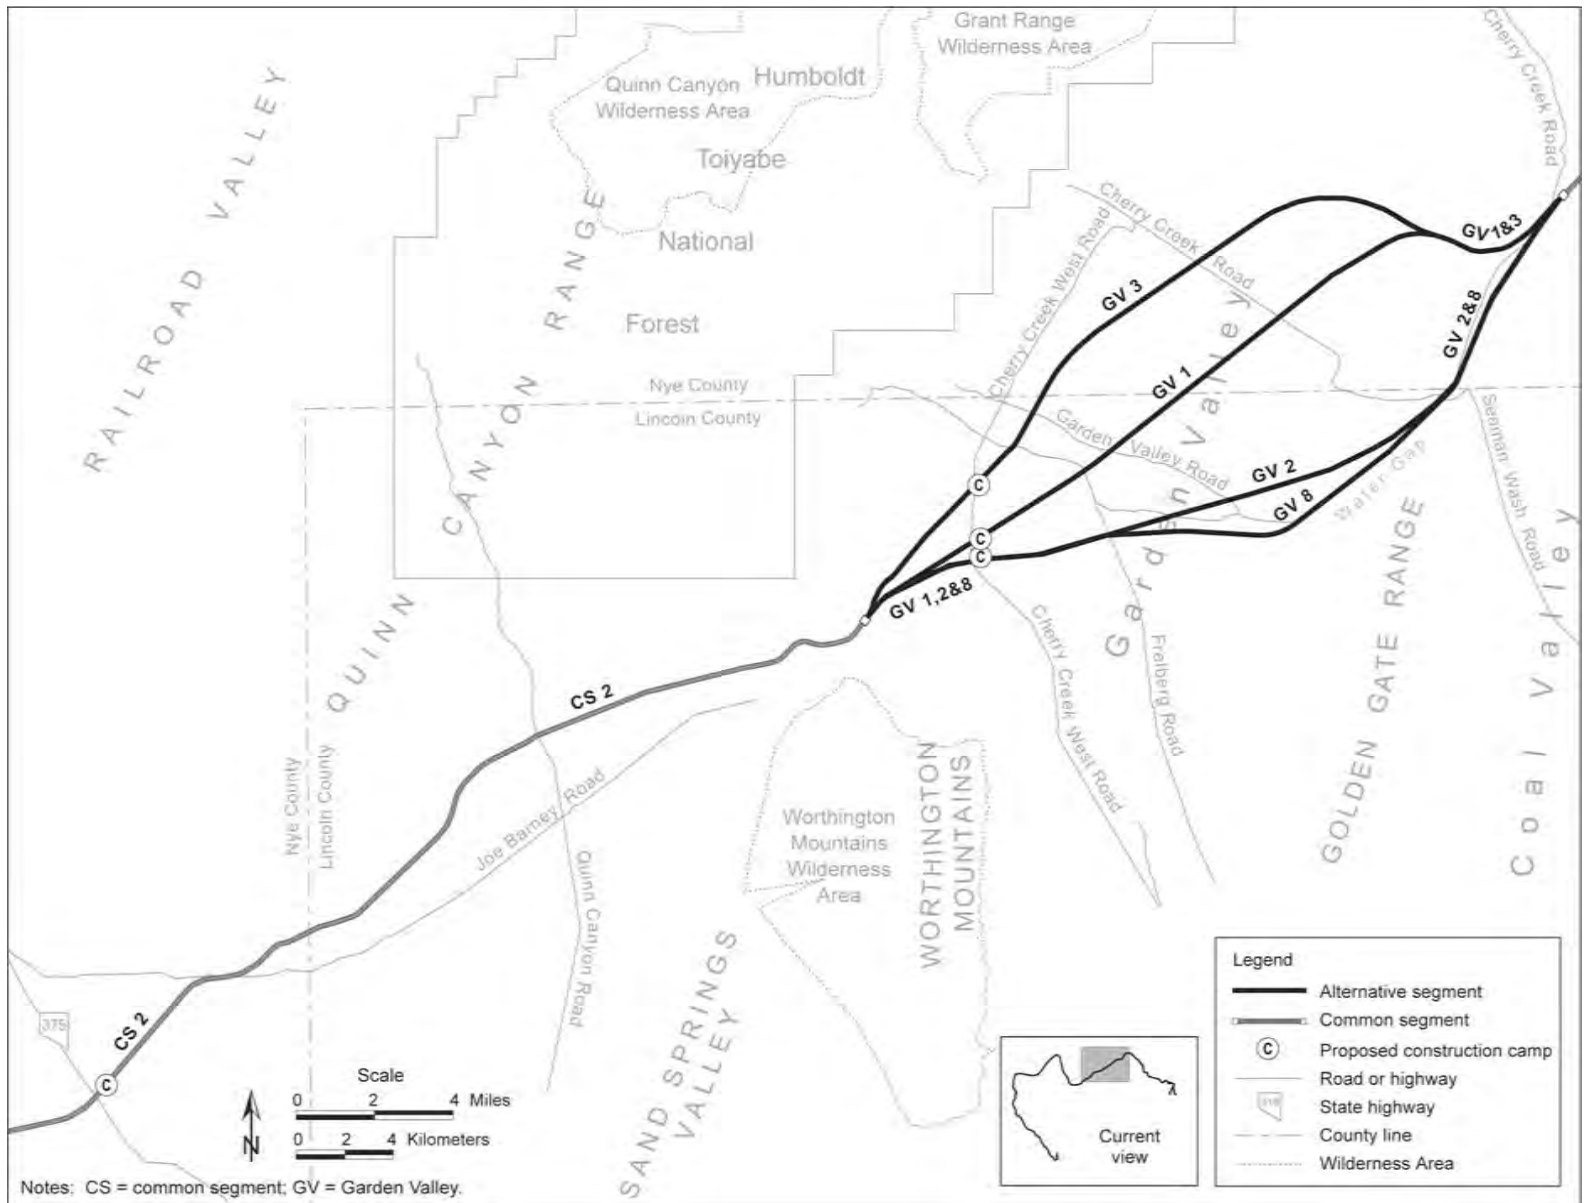 Grant Range
Wilderness Area
Cherry Creek Road
Quinn Canyon
Wilderness Area
Humboldt
Toiyabe
National
Forest
RAILROAD VALLEY
QUINN CANYON RANGE
Cherry Creek Road
Cherry Creek West Road
GV 1&3
GV 3
GV 2&8
GV 1
Nye County
Lincoln County
Garden Valley
Garden Valley Road
GV 2
GV 8
Water Gap
Seaman Wash Road
C
C
C
GV 1,2&8
Cherry Creek West Road
Freiberg Road
GOLDEN GATE RANGE
Coal Valley
CS 2
Nye County
Lincoln County
Joe Barney Road
Quinn Canyon Road
Worthington
Mountains
Wilderness
Area
WORTHINGTON
MOUNTAINS
SAND SPRINGS
VALLEY
375
CS 2
C
N
Scale
0 2 4 Miles
0 2 4 Kilometers
Current
view
Legend
Alternative segment
Common segment
C Proposed construction camp
Road or highway
318 State highway
County line
Wilderness Area
Notes: CS = common segment; GV = Garden Valley.